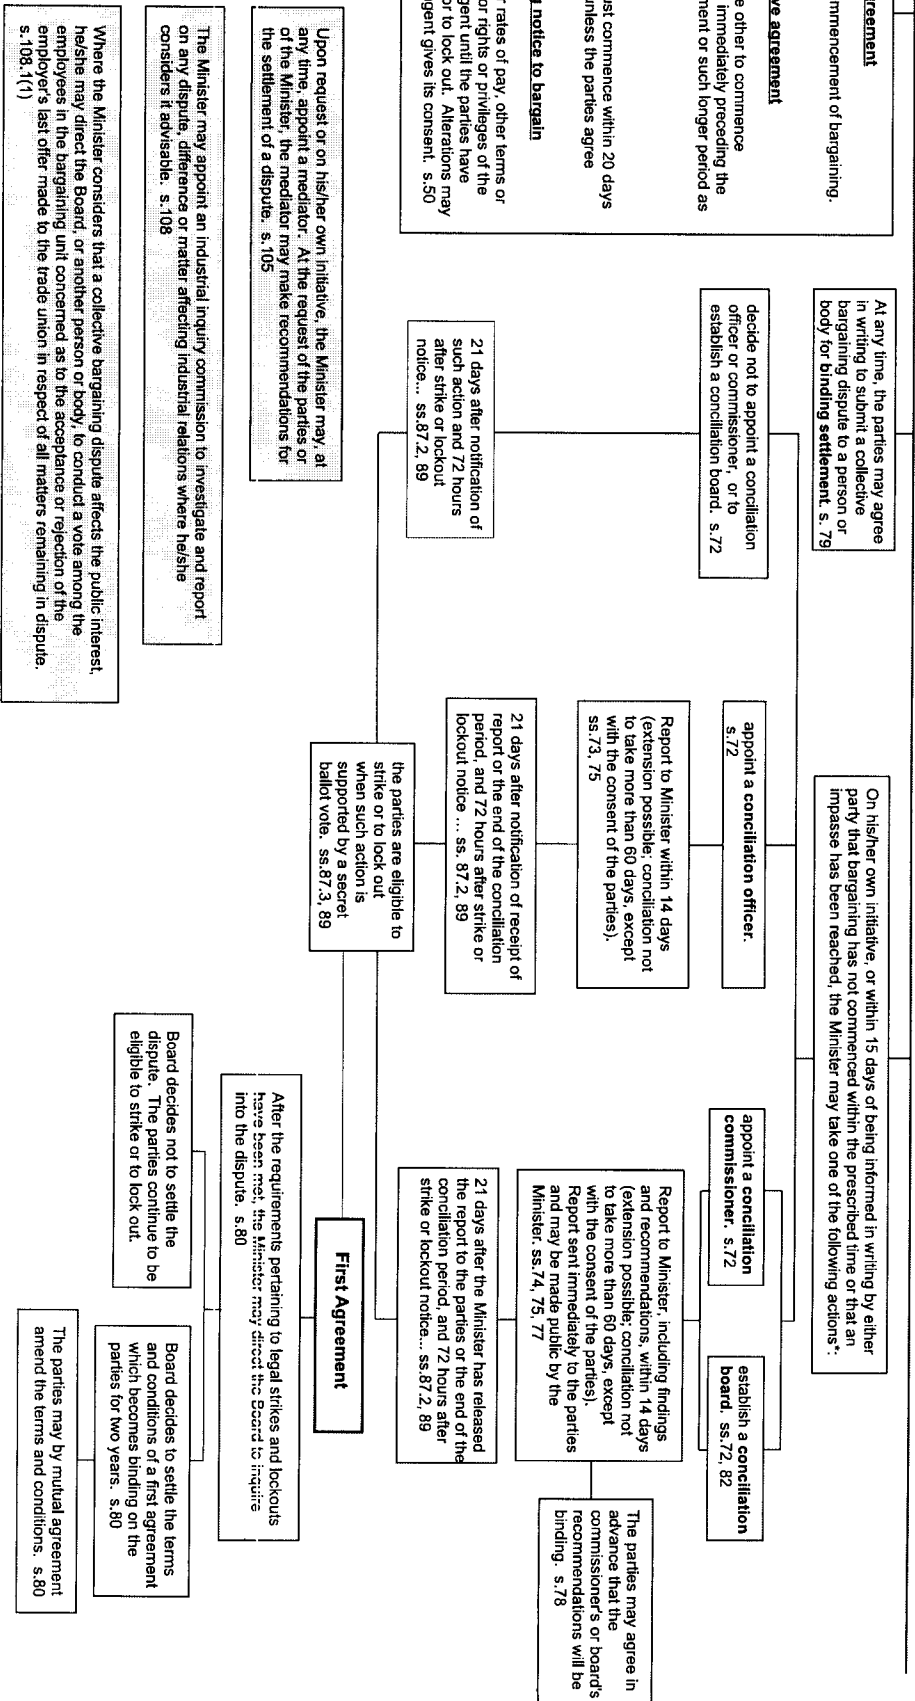 reement
mmencement of bargaining.
ve agreement
e other to commence
immediately preceding the
ment or such longer period as
ust commence within 20 days
unless the parties agree
g notice to bargain
r rates of pay, other terms or
or rights or privileges of the
gent until the parties have
or to lock out. Alterations may
gent gives its consent. s.50
At any time, the parties may agree
in writing to submit a collective
bargaining dispute to a person or
body for binding settlement. s. 79
On his/her own initiative, or within 15 days of being informed in writing by either
party that bargaining has not commenced within the prescribed time or that an
impasse has been reached, the Minister may take one of the following actions*:
decide not to appoint a conciliation
officer or commissioner, or to
establish a conciliation board. s.72
appoint a conciliation officer.
s.72
appoint a conciliation
commissioner. s.72
establish a conciliation
board. ss.72, 82
Report to Minister within 14 days
(extension possible; conciliation not
to take more than 60 days, except
with the consent of the parties).
ss.73, 75
Report to Minister, including findings
and recommendations, within 14 days
(extension possible; conciliation not
to take more than 60 days, except
with the consent of the parties).
Report sent immediately to the parties
and may be made public by the
Minister. ss.74, 75, 77
The parties may agree in
advance that the
commissioner's or board's
recommendations will be
binding. s.78
21 days after notification of
such action and 72 hours
after strike or lockout
notice... ss.87.2, 89
21 days after notification of receipt of
report or the end of the conciliation
period, and 72 hours after strike or
lockout notice ... ss. 87.2, 89
21 days after the Minister has released
the report to the parties or the end of the
conciliation period, and 72 hours after
strike or lockout notice... ss.87.2, 89
the parties are eligible to
strike or to lock out
when such action is
supported by a secret
ballot vote. ss.87.3, 89
First Agreement
After the requirements pertaining to legal strikes and lockouts
have been met, the Minister may direct the Board to inquire
into the dispute. s.80
Board decides not to settle the
dispute. The parties continue to be
eligible to strike or to lock out.
Board decides to settle the terms
and conditions of a first agreement
which becomes binding on the
parties for two years. s.80
The parties may by mutual agreement
amend the terms and conditions. s.80
Upon request or on his/her own initiative, the Minister may, at
any time, appoint a mediator. At the request of the parties or
of the Minister, the mediator may make recommendations for
the settlement of a dispute. s.105
The Minister may appoint an industrial inquiry commission to investigate and report
on any dispute, difference or matter affecting industrial relations where he/she
considers it advisable. s.108
Where the Minister considers that a collective bargaining dispute affects the public interest,
he/she may direct the Board, or another person or body, to conduct a vote among the
employees in the bargaining unit concerned as to the acceptance or rejection of the
employer's last offer made to the trade union in respect of all matters remaining in dispute.
s.108.1(1)